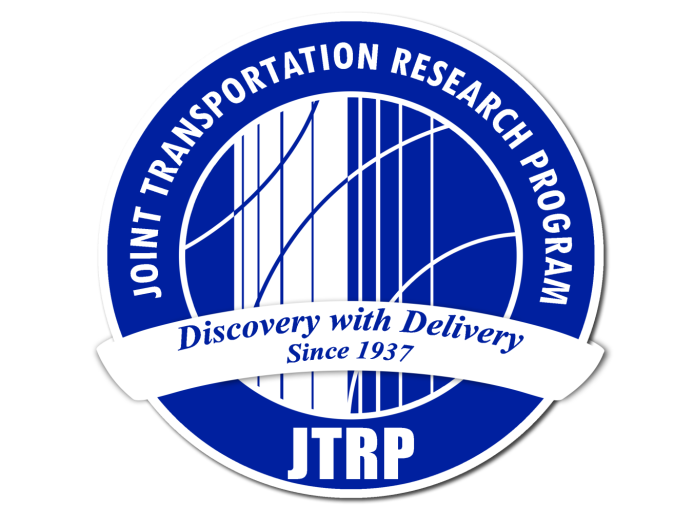 JOINT TRANSPORTATION RESEARCH PROGRAM
Discovery with Delivery
Since 1937
JTRP